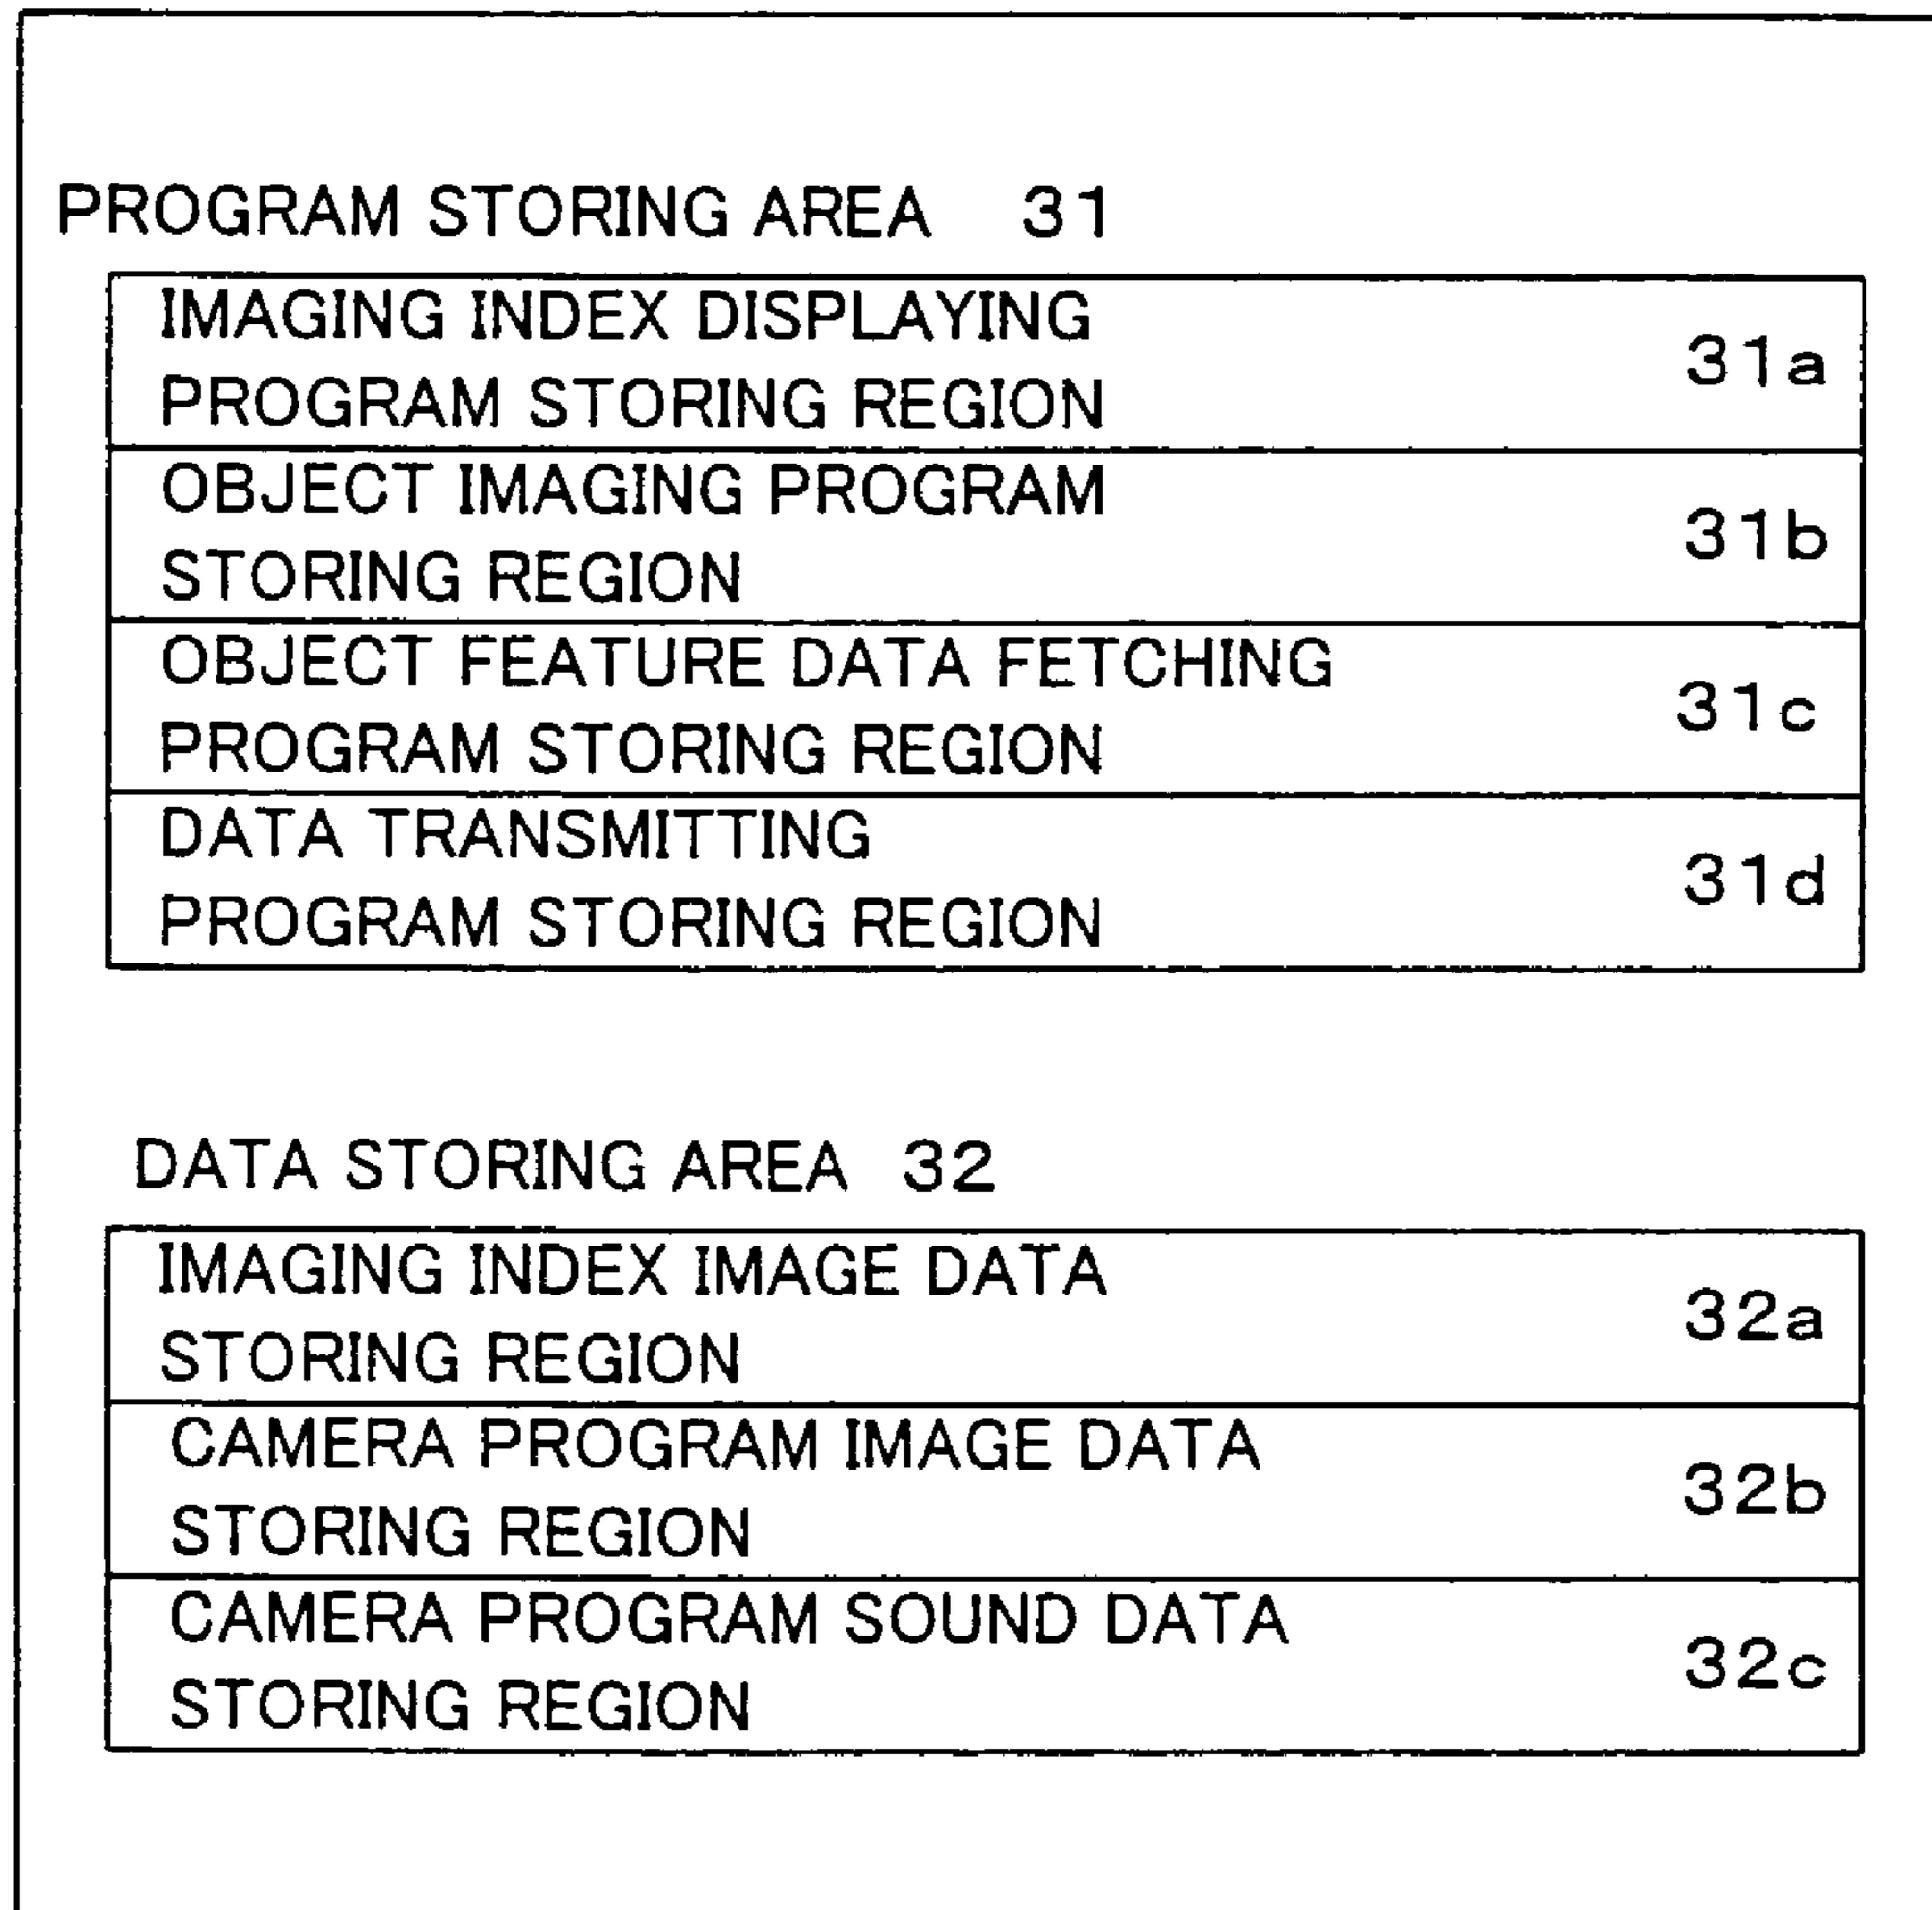 PROGRAM STORING AREA 31
IMAGING INDEX DISPLAYING
PROGRAM STORING REGION
31a
OBJECT IMAGING PROGRAM
STORING REGION
31b
OBJECT FEATURE DATA FETCHING
PROGRAM STORING REGION
31c
DATA TRANSMITTING
PROGRAM STORING REGION
31d
DATA STORING AREA 32
IMAGING INDEX IMAGE DATA
STORING REGION
32a
CAMERA PROGRAM IMAGE DATA
STORING REGION
32b
CAMERA PROGRAM SOUND DATA
STORING REGION
32c